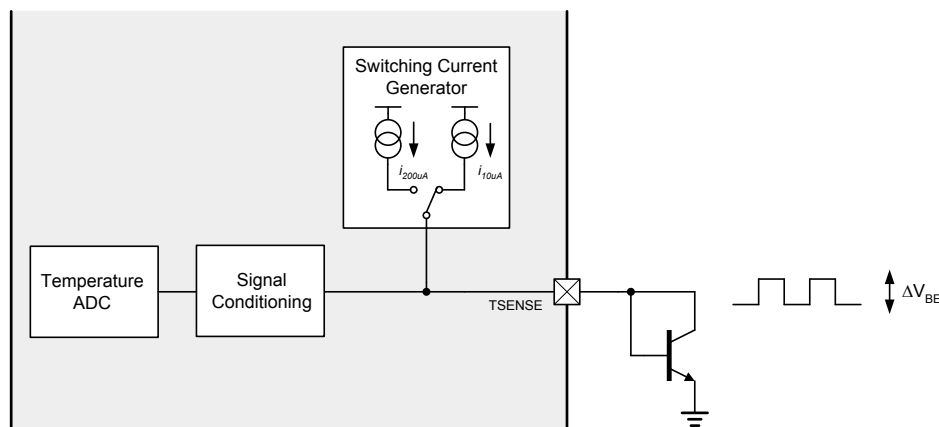 Switching Current
Generator
i200uA
i10uA
Temperature
ADC
Signal
Conditioning
TSENSE
ΔVBE